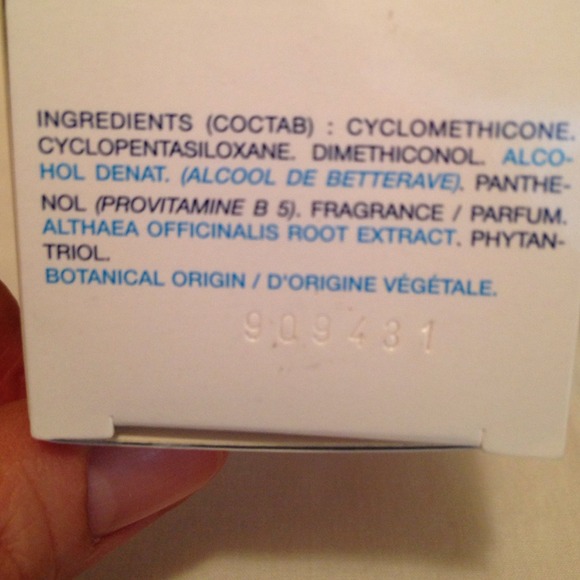 INGREDIENTS (COCTAB) : CYCLOMETHICONE.
CYCLOPENTASILOXANE. DIMETHICONOL. ALCO-
HOL DENAT. (ALCOOL DE BETTERAVE). PANTHE-
NOL (PROVITAMINE B 5). FRAGRANCE / PARFUM.
ALTHAEA OFFICINALIS ROOT EXTRACT. PHYTAN-
TRIOL.
BOTANICAL ORIGIN / D'ORIGINE VÉGÉTALE.
909431